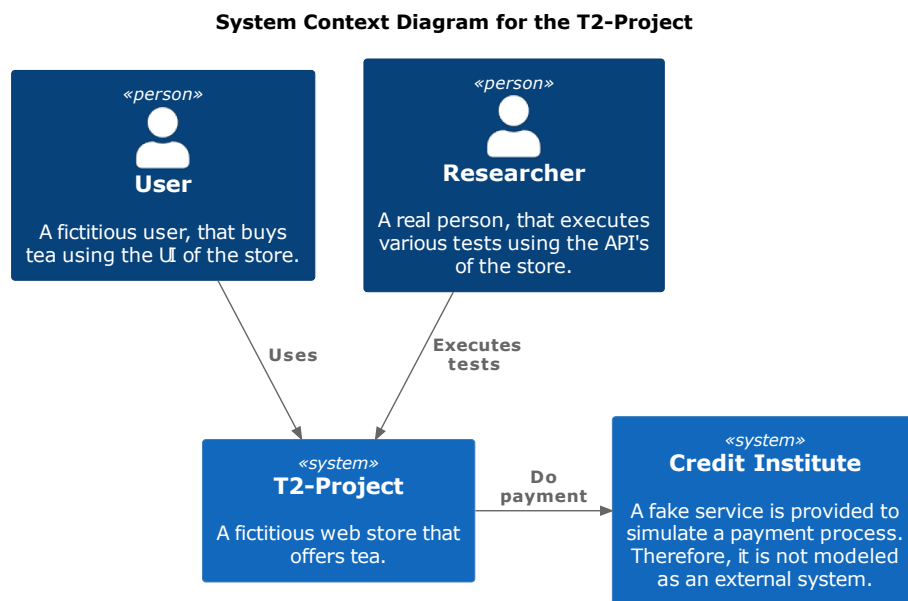 System Context Diagram for the T2-Project
«person»
User
A fictitious user, that buys
tea using the UI of the store.
«person»
Researcher
A real person, that executes
various tests using the API's
of the store.
Uses
Executes
tests
«system»
T2-Project
A fictitious web store that
offers tea.
Do
payment
«system»
Credit Institute
A fake service is provided to
simulate a payment process.
Therefore, it is not modeled
as an external system.